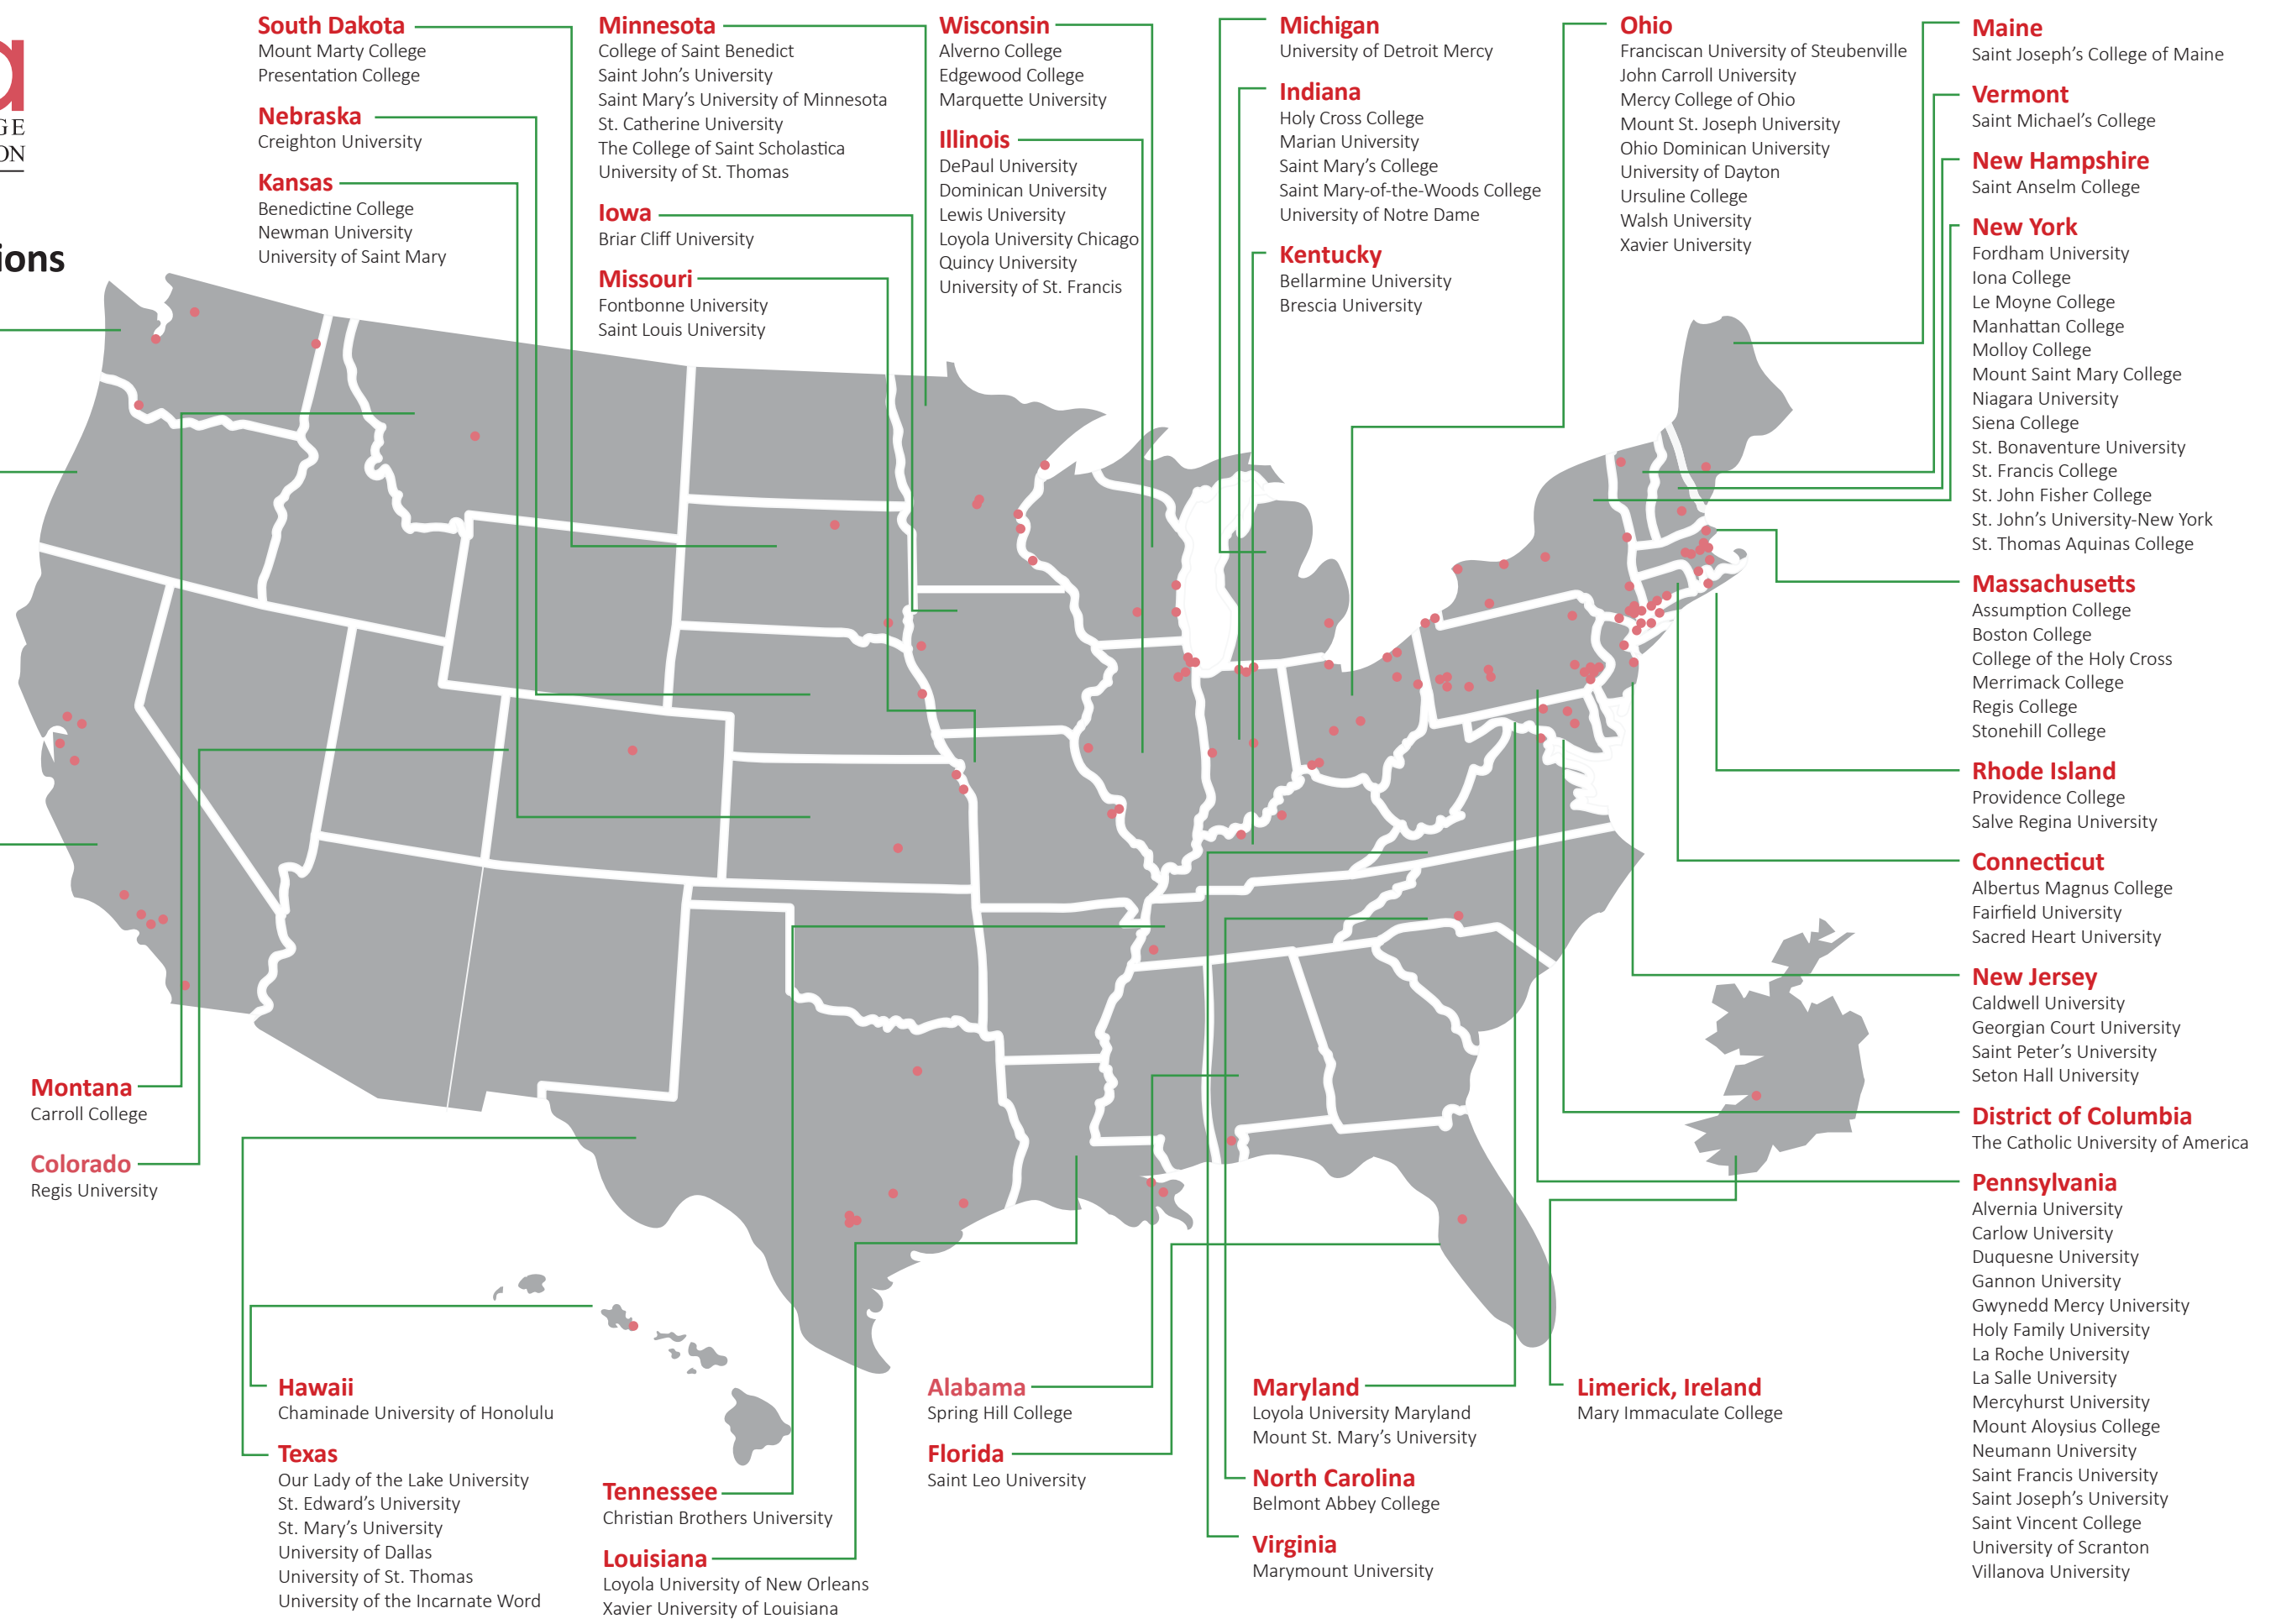 GE
ON
ions
South Dakota
Mount Marty College
Presentation College
Nebraska
Creighton University
Kansas
Benedictine College
Newman University
University of Saint Mary
Minnesota
College of Saint Benedict
Saint John's University
Saint Mary's University of Minnesota
St. Catherine University
The College of Saint Scholastica
University of St. Thomas
Iowa
Briar Cliff University
Missouri
Fontbonne University
Saint Louis University
Wisconsin
Alverno College
Edgewood College
Marquette University
Illinois
DePaul University
Dominican University
Lewis University
Loyola University Chicago
Quincy University
University of St. Francis
Michigan
University of Detroit Mercy
Indiana
Holy Cross College
Marian University
Saint Mary's College
Saint Mary-of-the-Woods College
University of Notre Dame
Kentucky
Bellarmine University
Brescia University
Ohio
Franciscan University of Steubenville
John Carroll University
Mercy College of Ohio
Mount St. Joseph University
Ohio Dominican University
University of Dayton
Ursuline College
Walsh University
Xavier University
Maine
Saint Joseph's College of Maine
Vermont
Saint Michael's College
New Hampshire
Saint Anselm College
New York
Fordham University
Iona College
Le Moyne College
Manhattan College
Molloy College
Mount Saint Mary College
Niagara University
Siena College
St. Bonaventure University
St. Francis College
St. John Fisher College
St. John's University-New York
St. Thomas Aquinas College
Massachusetts
Assumption College
Boston College
College of the Holy Cross
Merrimack College
Regis College
Stonehill College
Rhode Island
Providence College
Salve Regina University
Connecticut
Albertus Magnus College
Fairfield University
Sacred Heart University
New Jersey
Caldwell University
Georgian Court University
Saint Peter's University
Seton Hall University
District of Columbia
The Catholic University of America
Pennsylvania
Alvernia University
Carlow University
Duquesne University
Gannon University
Gwynedd Mercy University
Holy Family University
La Roche University
La Salle University
Mercyhurst University
Mount Aloysius College
Neumann University
Saint Francis University
Saint Joseph's University
Saint Vincent College
University of Scranton
Villanova University
Montana
Carroll College
Colorado
Regis University
Hawaii
Chaminade University of Honolulu
Texas
Our Lady of the Lake University
St. Edward's University
St. Mary's University
University of Dallas
University of St. Thomas
University of the Incarnate Word
Tennessee
Christian Brothers University
Louisiana
Loyola University of New Orleans
Xavier University of Louisiana
Alabama
Spring Hill College
Florida
Saint Leo University
Maryland
Loyola University Maryland
Mount St. Mary's University
North Carolina
Belmont Abbey College
Virginia
Marymount University
Limerick, Ireland
Mary Immaculate College